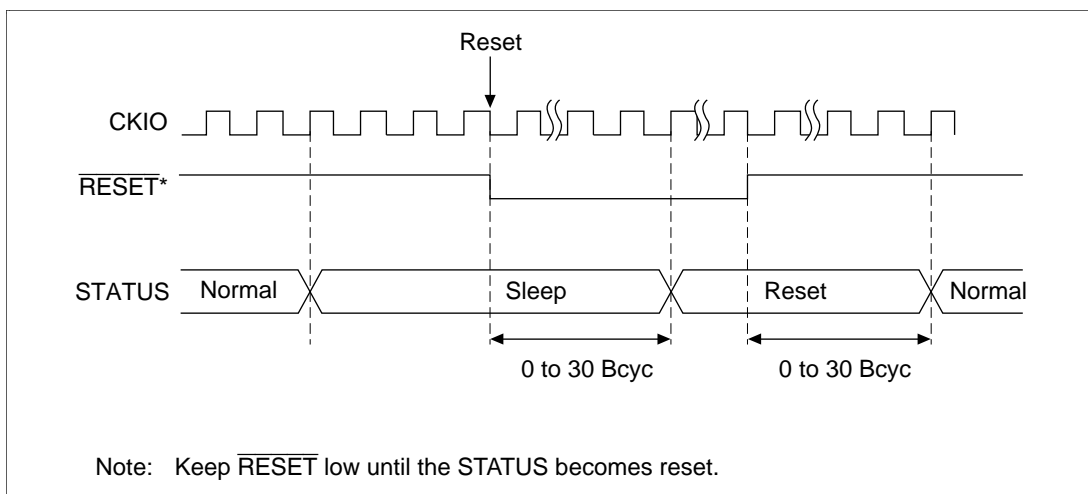 Reset
CKIO
RESET*
STATUS Normal Sleep Reset Normal
0 to 30 Bcyc 0 to 30 Bcyc
Note: Keep RESET low until the STATUS becomes reset.